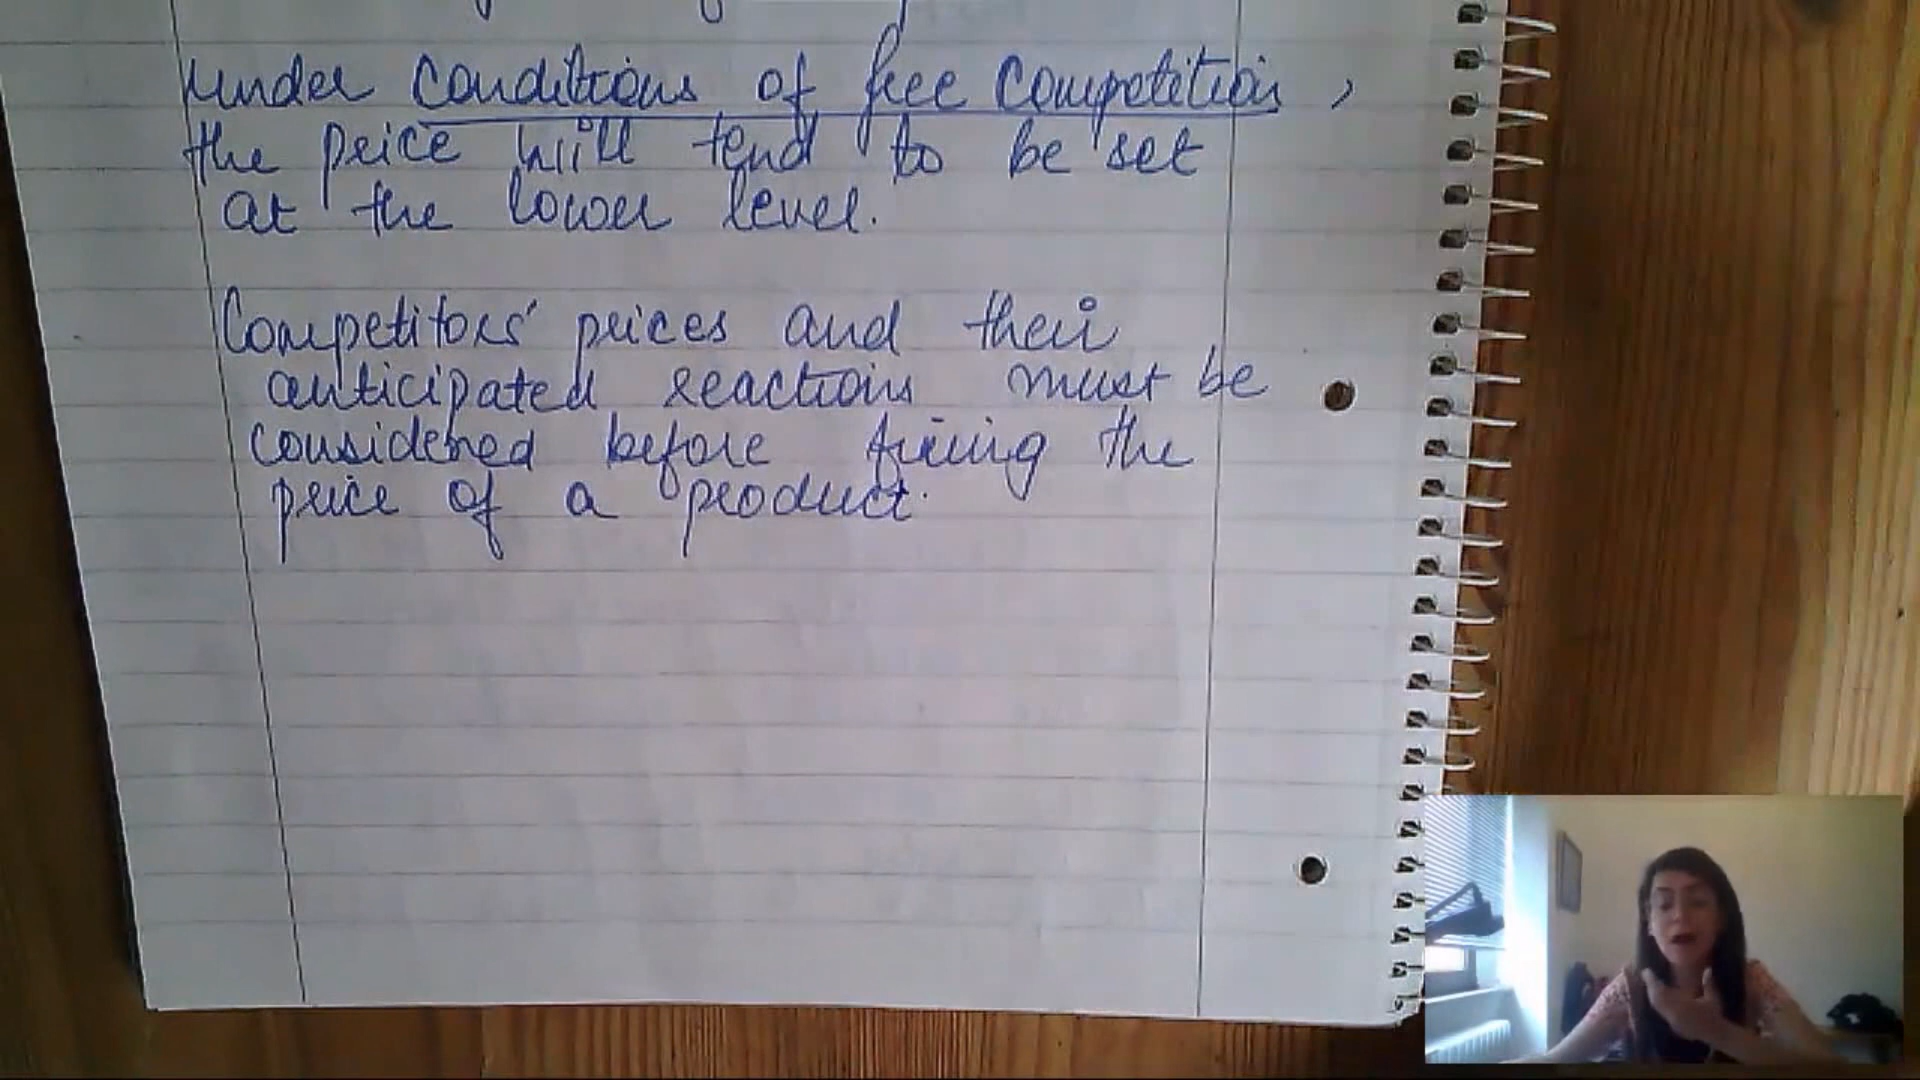 under conditions of free competition,
the price will tend to be set
at the lower level.
Competitors' prices and their
anticipated reactions must be
considered before fixing the
price of a product.